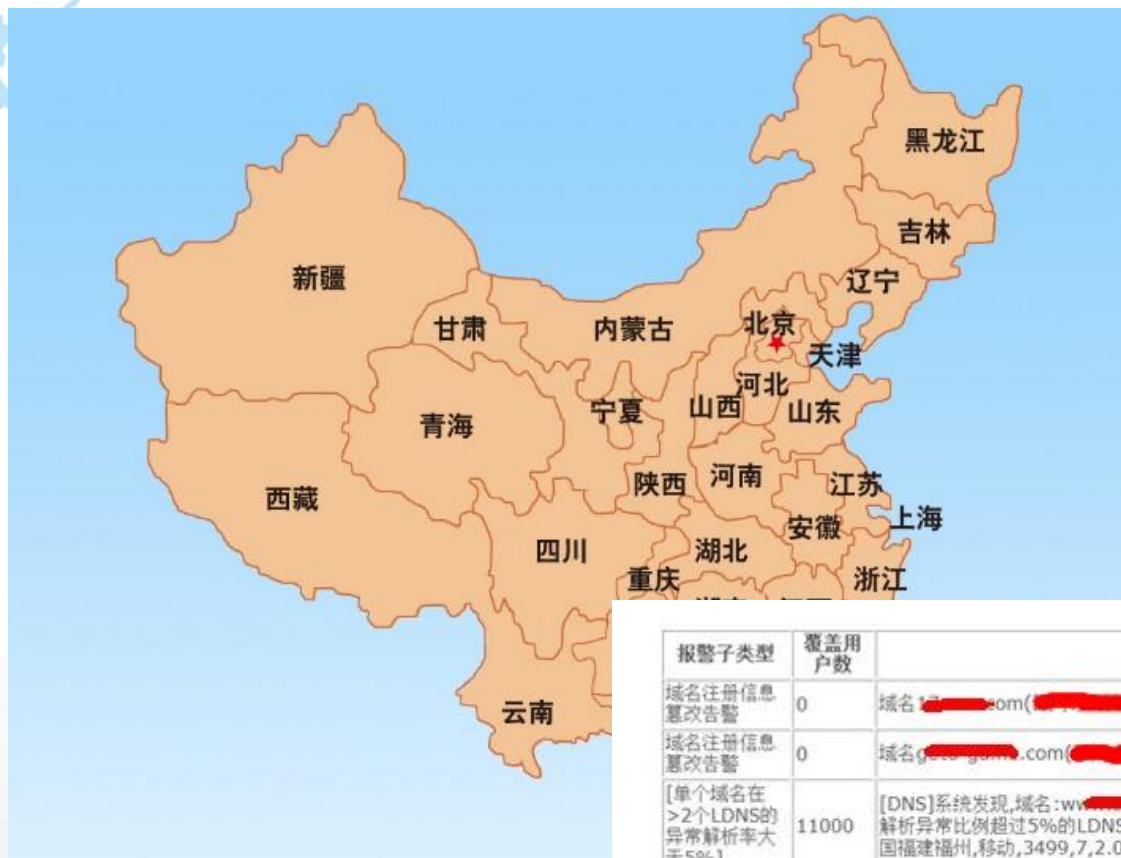 黑龙江
吉林
辽宁
新疆
甘肃
内蒙古
北京
天津
河北
山西
山东
宁夏
青海
陕西
河南
江苏
西藏
安徽
上海
四川
湖北
重庆
浙江
云南
报警子类型
覆盖用
户数
域名注册信息
篡改告警
0
域名1 com(
域名注册信息
篡改告警
0
域名g .com(
[单个域名在
>2个LDNS的
异常解析率大
于5%]
11000
[DNS]系统发现,域名:ww
解析异常比例超过5%的LDNS
国福建福州,移动,3499,7,2.0